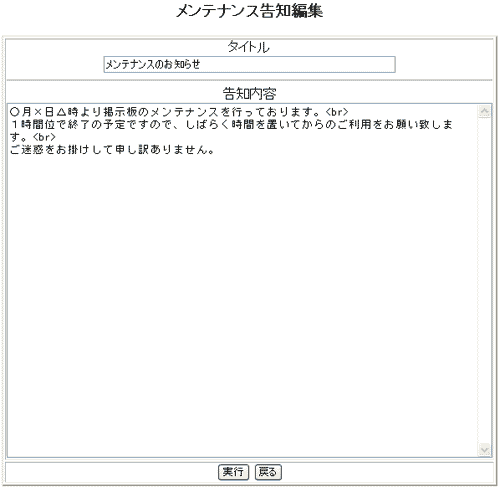 メンテナンス告知編集
タイトル
メンテナンスのお知らせ
告知内容
〇月×日△時より掲示板のメンテナンスを行っております。<br>
１時間位で終了の予定ですので、しばらく時間を置いてからのご利用をお願い致しま
す。<br>
ご迷惑をお掛けして申し訳ありません。
実行 戻る